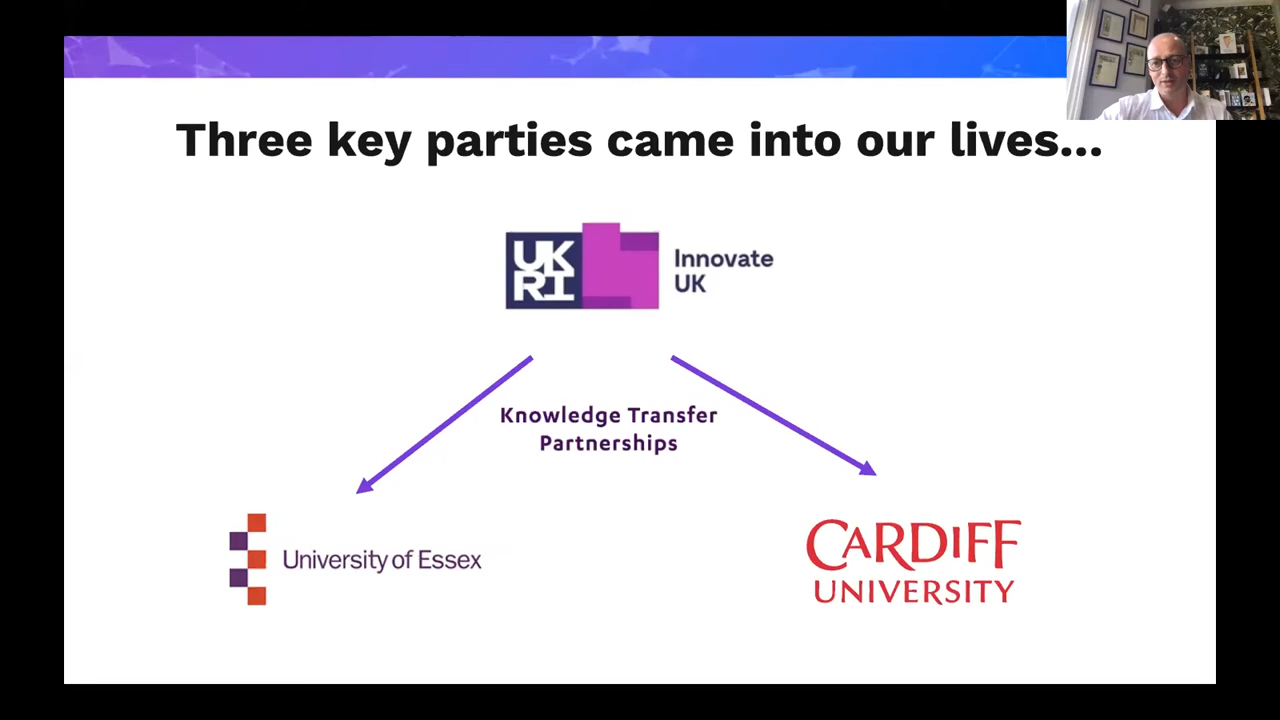 Three key parties came into our lives...
UK
RI
Innovate
UK
Knowledge Transfer
Partnerships
University of Essex
CARDIFF
UNIVERSITY